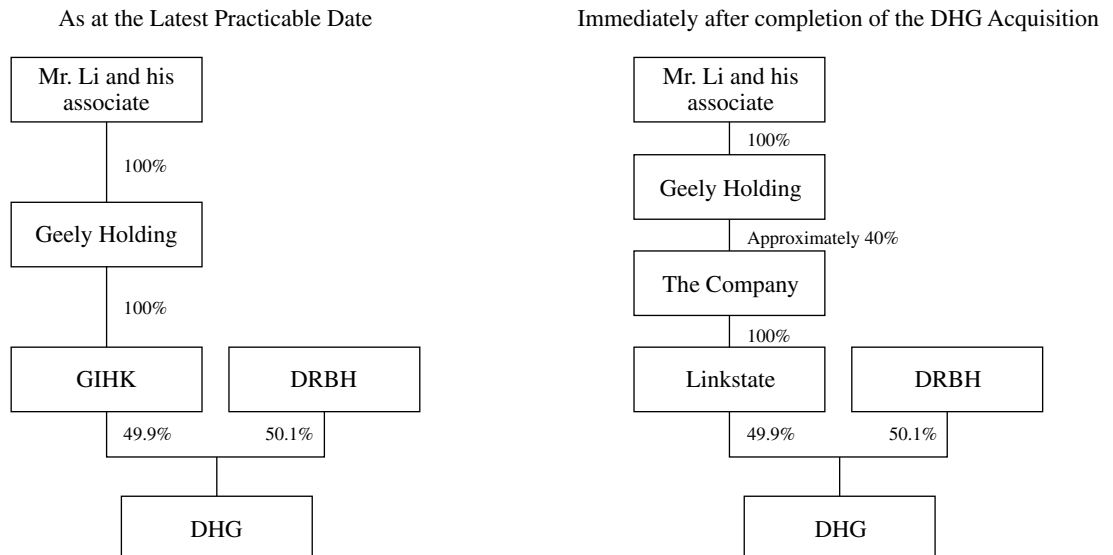 As at the Latest Practicable Date
Mr. Li and his
associate
100%
Geely Holding
100%
GIHK
DRBH
49.9%
50.1%
DHG
Immediately after completion of the DHG Acquisition
Mr. Li and his
associate
100%
Geely Holding
Approximately 40%
The Company
100%
Linkstate
DRBH
49.9%
50.1%
DHG